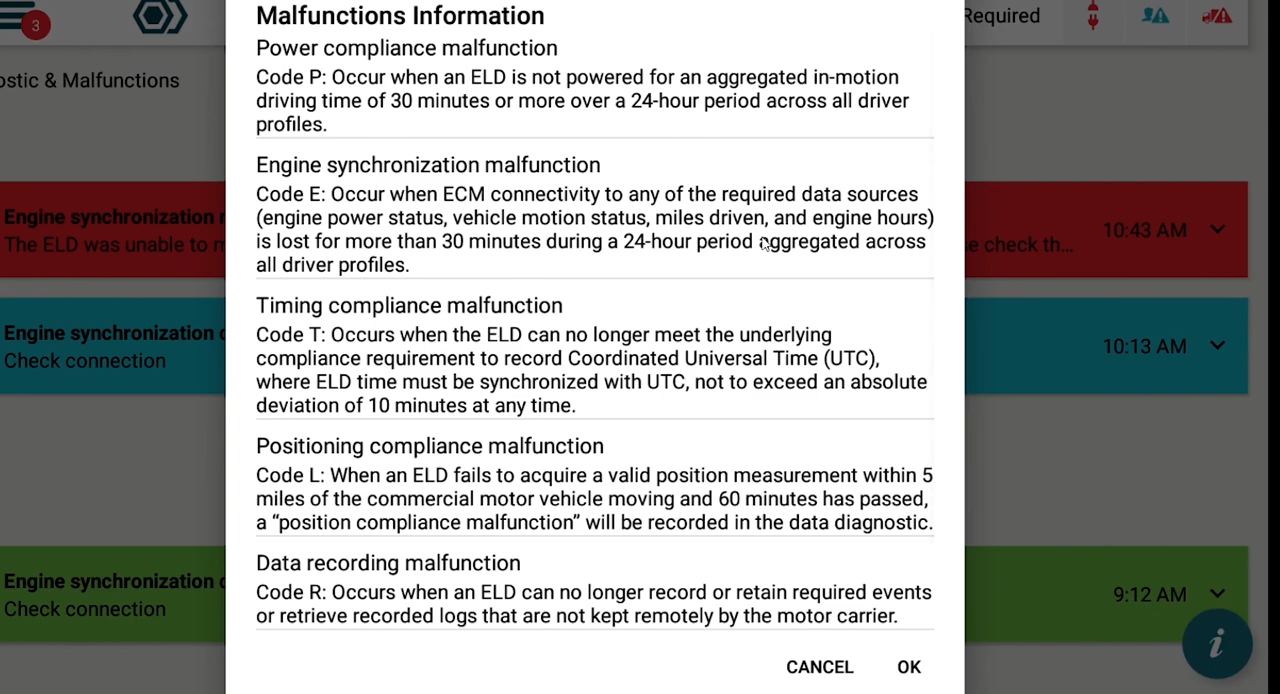 Malfunctions Information
3
Required
Power compliance malfunction
Code P: Occur when an ELD is not powered for an aggregated in-motion
driving time of 30 minutes or more over a 24-hour period across all driver
profiles.
ostic & Malfunctions
Engine synchronization malfunction
Code E: Occur when ECM connectivity to any of the required data sources
(engine power status, vehicle motion status, miles driven, and engine hours)
is lost for more than 30 minutes during a 24-hour period aggregated across
all driver profiles.
Engine synchronization
The ELD was unable to
e check th...
10:43 AM
Timing compliance malfunction
Code T: Occurs when the ELD can no longer meet the underlying
compliance requirement to record Coordinated Universal Time (UTC),
where ELD time must be synchronized with UTC, not to exceed an absolute
deviation of 10 minutes at any time.
Engine synchronization
Check connection
10:13 AM
Positioning compliance malfunction
Code L: When an ELD fails to acquire a valid position measurement within 5
miles of the commercial motor vehicle moving and 60 minutes has passed,
a “position compliance malfunction” will be recorded in the data diagnostic.
Data recording malfunction
Code R: Occurs when an ELD can no longer record or retain required events
or retrieve recorded logs that are not kept remotely by the motor carrier.
Engine synchronization
Check connection
9:12 AM
i
CANCEL
OK